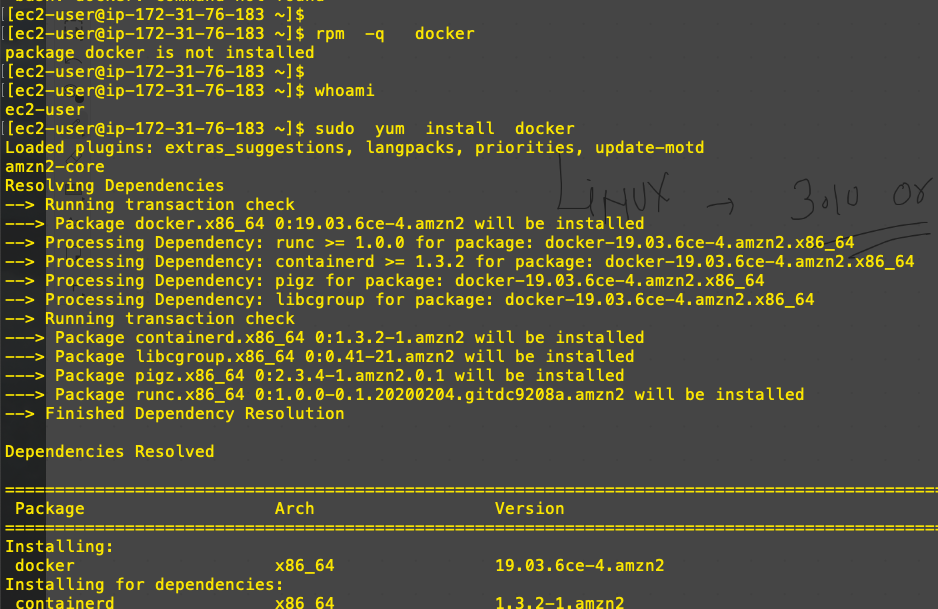 [[ec2-user@ip-172-31-76-183 ~]$
[[ec2-user@ip-172-31-76-183 ~]$ rpm  -q   docker
package docker is not installed
[[ec2-user@ip-172-31-76-183 ~]$
[[ec2-user@ip-172-31-76-183 ~]$ whoami
ec2-user
[[ec2-user@ip-172-31-76-183 ~]$ sudo  yum  install  docker
Loaded plugins: extras_suggestions, langpacks, priorities, update-motd
amzn2-core
Resolving Dependencies
--> Running transaction check
---> Package docker.x86_64 0:19.03.6ce-4.amzn2 will be installed
--> Processing Dependency: runc >= 1.0.0 for package: docker-19.03.6ce-4.amzn2.x86_64
--> Processing Dependency: containerd >= 1.3.2 for package: docker-19.03.6ce-4.amzn2.x86_64
--> Processing Dependency: pigz for package: docker-19.03.6ce-4.amzn2.x86_64
--> Processing Dependency: libcgroup for package: docker-19.03.6ce-4.amzn2.x86_64
--> Running transaction check
---> Package containerd.x86_64 0:1.3.2-1.amzn2 will be installed
---> Package libcgroup.x86_64 0:0.41-21.amzn2 will be installed
---> Package pigz.x86_64 0:2.3.4-1.amzn2.0.1 will be installed
---> Package runc.x86_64 0:1.0.0-0.1.20200204.gitdc9208a.amzn2 will be installed
--> Finished Dependency Resolution
Dependencies Resolved
Package Arch Version
Installing:
docker x86_64 19.03.6ce-4.amzn2
Installing for dependencies:
containerd x86_64 1.3.2-1.amzn2
LiNUX → 3.10 or